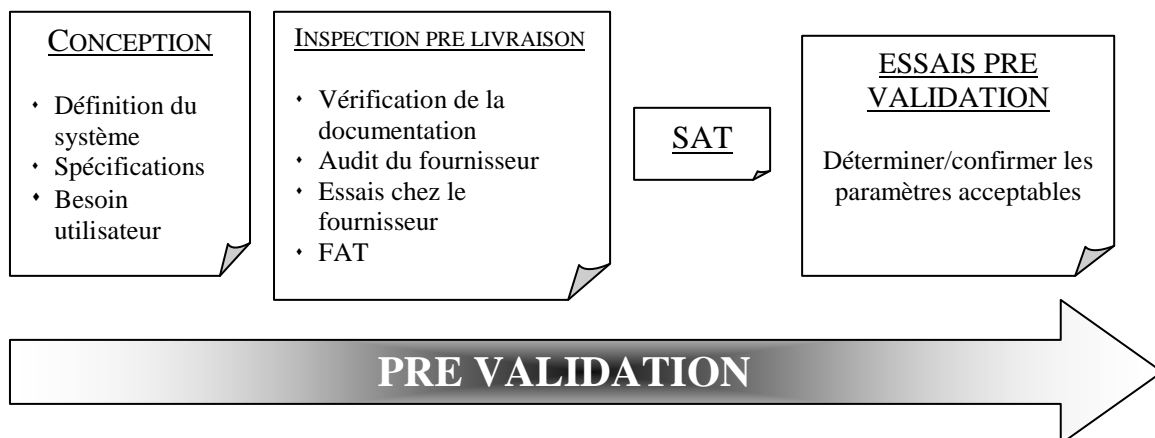 CONCEPTION
Définition du
système
Spécifications
Besoin
utilisateur
INSPECTION PRE LIVRAISON
Vérification de la
documentation
Audit du fournisseur
Essais chez le
fournisseur
FAT
SAT
ESSAIS PRE
VALIDATION
Déterminer/confirmer les
paramètres acceptables
PRE VALIDATION